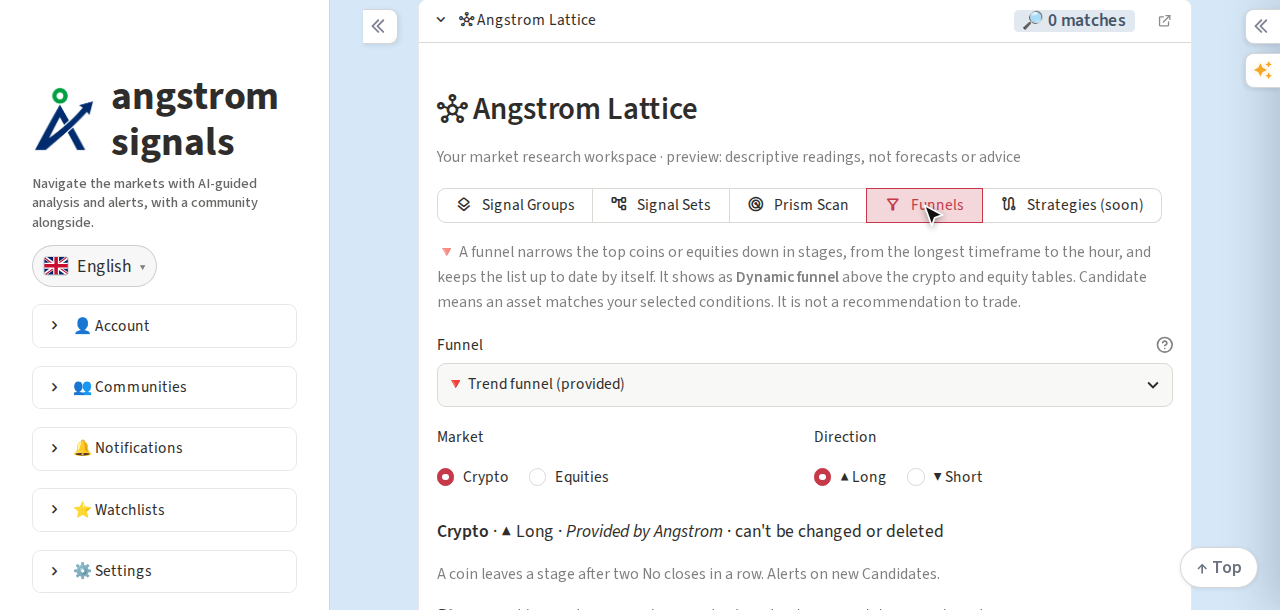 angstrom
signals
Navigate the markets with AI-guided
analysis and alerts, with a community
alongside.
English
Account
Communities
Notifications
Watchlists
Settings
Angstrom Lattice
0 matches
Angstrom Lattice
Your market research workspace · preview: descriptive readings, not forecasts or advice
Signal Groups
Signal Sets
Prism Scan
Funnels
Strategies (soon)
A funnel narrows the top coins or equities down in stages, from the longest timeframe to the hour, and
keeps the list up to date by itself. It shows as Dynamic funnel above the crypto and equity tables. Candidate
means an asset matches your selected conditions. It is not a recommendation to trade.
Funnel
Trend funnel (provided)
Market
Direction
Crypto
Equities
▲Long
▼Short
Crypto · ▲ Long · Provided by Angstrom · can't be changed or deleted
A coin leaves a stage after two No closes in a row. Alerts on new Candidates.
↑ Top